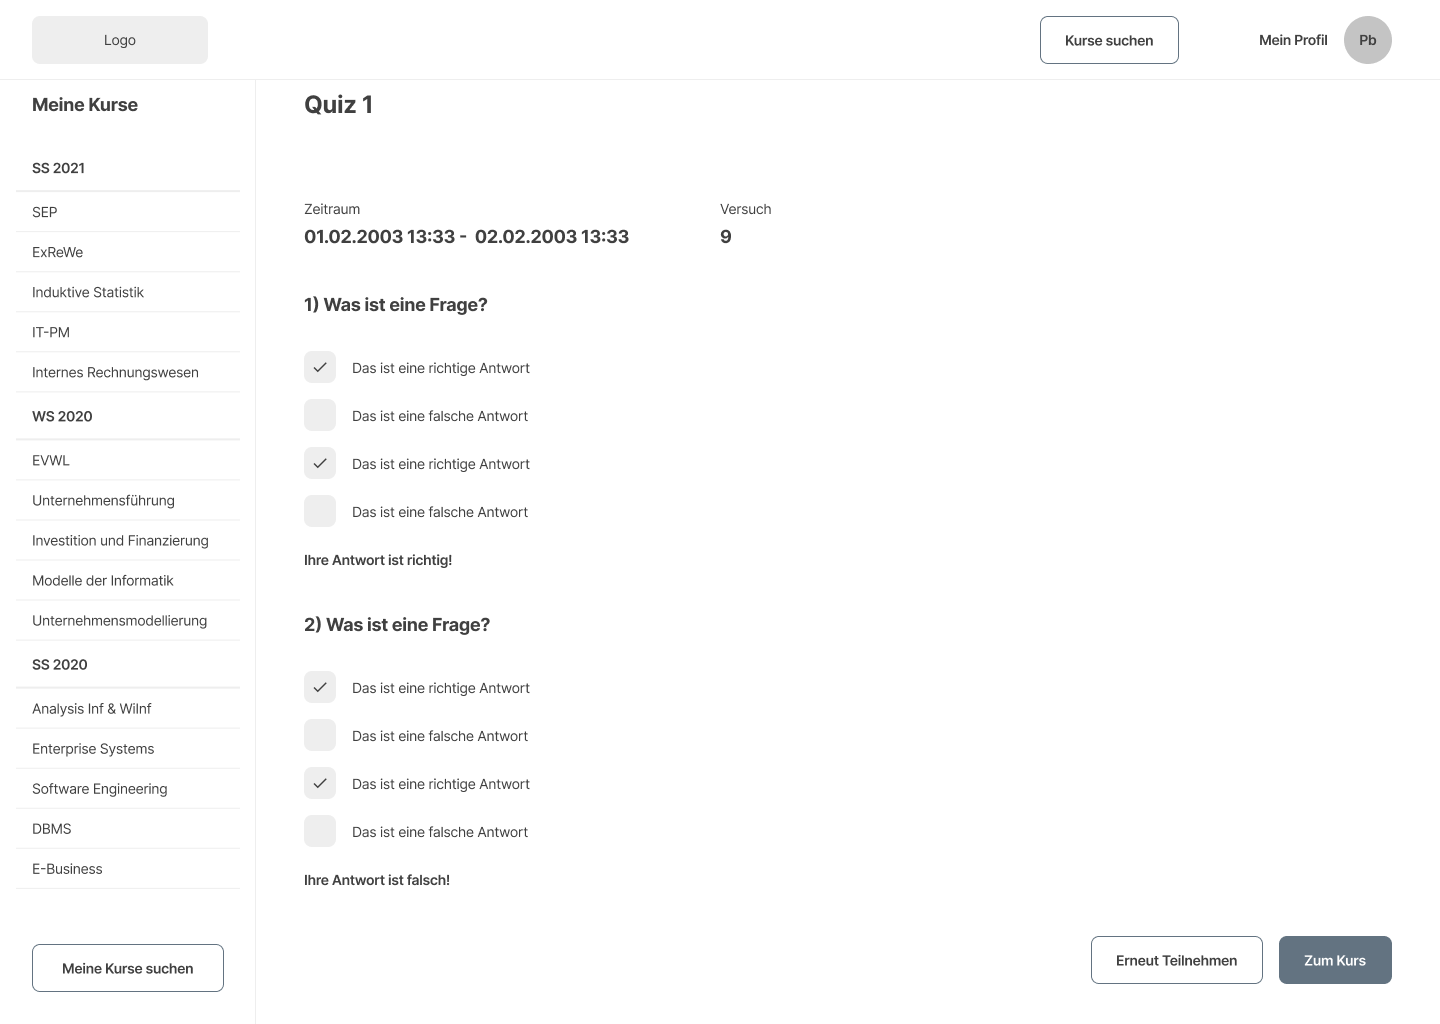 Logo
Kurse suchen
Mein Profil
Pb
Meine Kurse
SS 2021
SEP
ExReWe
Induktive Statistik
IT-PM
Internes Rechnungswesen
WS 2020
EVWL
Unternehmensführung
Investition und Finanzierung
Modelle der Informatik
Unternehmensmodellierung
SS 2020
Analysis Inf & WiInf
Enterprise Systems
Software Engineering
DBMS
E-Business
Meine Kurse suchen
Quiz 1
Zeitraum
01.02.2003 13:33 - 02.02.2003 13:33
Versuch
9
1) Was ist eine Frage?
Das ist eine richtige Antwort
Das ist eine falsche Antwort
Das ist eine richtige Antwort
Das ist eine falsche Antwort
Ihre Antwort ist richtig!
2) Was ist eine Frage?
Das ist eine richtige Antwort
Das ist eine falsche Antwort
Das ist eine richtige Antwort
Das ist eine falsche Antwort
Ihre Antwort ist falsch!
Erneut Teilnehmen
Zum Kurs